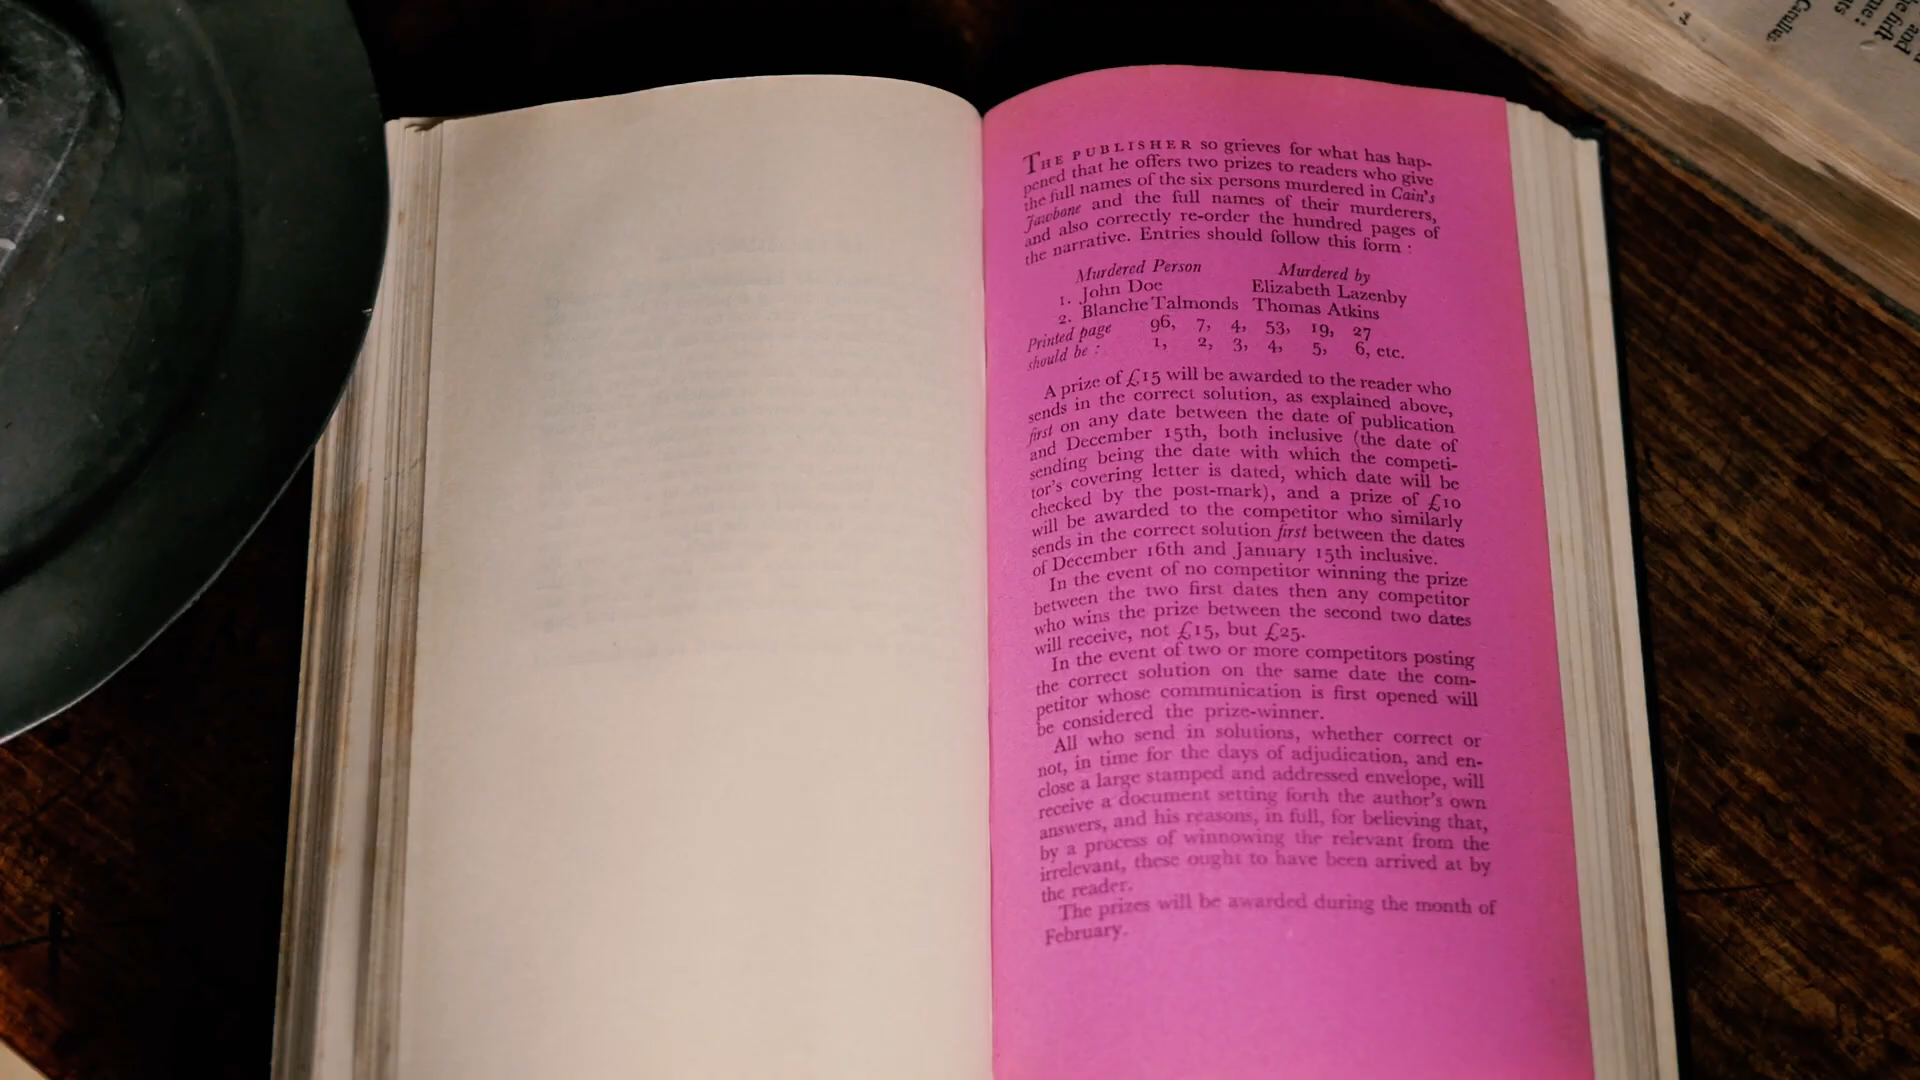 THE PUBLISHER so grieves for what has hap-
pened that he offers two prizes to readers who give
the full names of the six persons murdered in Cain's
Jawbone and the full names of their murderers,
and also correctly re-order the hundred pages of
the narrative. Entries should follow this form :
Murdered Person Murdered by
1. John Doe Elizabeth Lazenby
2. Blanche Talmonds Thomas Atkins
Printed page 96, 7, 4, 53, 19, 27
should be : 1, 2, 3, 4, 5, 6, etc.
A prize of £15 will be awarded to the reader who
sends in the correct solution, as explained above,
first on any date between the date of publication
and December 15th, both inclusive (the date of
sending being the date with which the competi-
tor's covering letter is dated, which date will be
checked by the post-mark), and a prize of £10
will be awarded to the competitor who similarly
sends in the correct solution first between the dates
of December 16th and January 15th inclusive.
In the event of no competitor winning the prize
between the two first dates then any competitor
who wins the prize between the second two dates
will receive, not £15, but £25.
In the event of two or more competitors posting
the correct solution on the same date the com-
petitor whose communication is first opened will
be considered the prize-winner.
All who send in solutions, whether correct or
not, in time for the days of adjudication, and en-
close a large stamped and addressed envelope, will
receive a document setting forth the author's own
answers, and his reasons, in full, for believing that,
by a process of winnowing the relevant from the
irrelevant, these ought to have been arrived at by
the reader.
The prizes will be awarded during the month of
February.